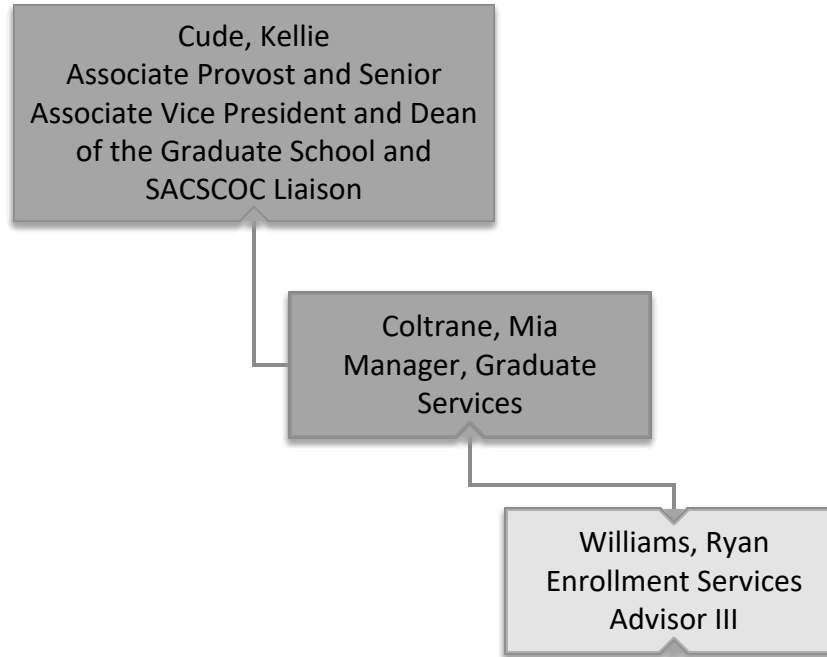 Cude, Kellie
Associate Provost and Senior
Associate Vice President and Dean
of the Graduate School and
SACSCOC Liaison
Coltrane, Mia
Manager, Graduate
Services
Williams, Ryan
Enrollment Services
Advisor III